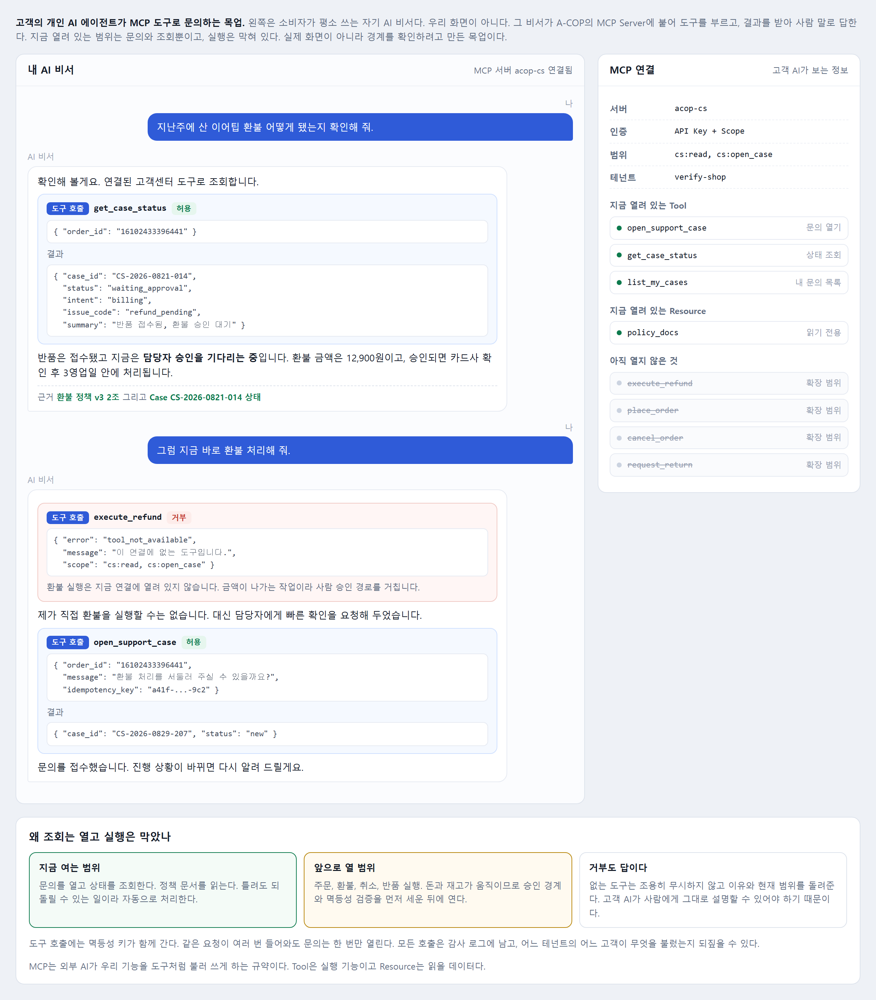 고객의 개인 AI 에이전트가 MCP 도구로 문의하는 목업. 왼쪽은 소비자가 평소 쓰는 자기 AI 비서다. 우리 화면이 아니다. 그 비서가 A-COP의 MCP Server에 붙어 도구를 부르고, 결과를 받아 사람 말로 답한
다. 지금 열려 있는 범위는 문의와 조회뿐이고, 실행은 막혀 있다. 실제 화면이 아니라 경계를 확인하려고 만든 목업이다.
내 AI 비서
MCP 서버 acop-cs 연결됨
나
지난주에 산 이어팁 환불 어떻게 됐는지 확인해 줘.
AI 비서
확인해 볼게요. 연결된 고객센터 도구로 조회합니다.
도구 호출 get_case_status 허용
{ "order_id": "16102433396441" }
결과
{ "case_id": "CS-2026-0821-014",
"status": "waiting_approval",
"intent": "billing",
"issue_code": "refund_pending",
"summary": "반품 접수됨, 환불 승인 대기" }
반품은 접수됐고 지금은 담당자 승인을 기다리는 중입니다. 환불 금액은 12,900원이고, 승인되면 카드사 확
인 후 3영업일 안에 처리됩니다.
근거 환불 정책 v3 2조 그리고 Case CS-2026-0821-014 상태
나
그럼 지금 바로 환불 처리해 줘.
AI 비서
도구 호출 execute_refund 거부
{ "error": "tool_not_available",
"message": "이 연결에 없는 도구입니다.",
"scope": "cs:read, cs:open_case" }
환불 실행은 지금 연결에 열려 있지 않습니다. 금액이 나가는 작업이라 사람 승인 경로를 거칩니다.
제가 직접 환불을 실행할 수는 없습니다. 대신 담당자에게 빠른 확인을 요청해 두었습니다.
도구 호출 open_support_case 허용
{ "order_id": "16102433396441",
"message": "환불 처리를 서둘러 주실 수 있을까요?",
"idempotency_key": "a41f-...-9c2" }
결과
{ "case_id": "CS-2026-0829-207", "status": "new" }
문의를 접수했습니다. 진행 상황이 바뀌면 다시 알려 드릴게요.
MCP 연결
고객 AI가 보는 정보
서버 acop-cs
인증 API Key + Scope
범위 cs:read, cs:open_case
테넌트 verify-shop
지금 열려 있는 Tool
open_support_case 문의 열기
get_case_status 상태 조회
list_my_cases 내 문의 목록
지금 열려 있는 Resource
policy_docs 읽기 전용
아직 열지 않은 것
execute_refund 확장 범위
place_order 확장 범위
cancel_order 확장 범위
request_return 확장 범위
왜 조회는 열고 실행은 막았나
지금 여는 범위
문의를 열고 상태를 조회한다. 정책 문서를 읽는다. 틀려도 되
돌릴 수 있는 일이라 자동으로 처리한다.
앞으로 열 범위
주문, 환불, 취소, 반품 실행. 돈과 재고가 움직이므로 승인 경계
와 멱등성 검증을 먼저 세운 뒤에 연다.
거부도 답이다
없는 도구는 조용히 무시하지 않고 이유와 현재 범위를 돌려준
다. 고객 AI가 사람에게 그대로 설명할 수 있어야 하기 때문이
다.
도구 호출에는 멱등성 키가 함께 간다. 같은 요청이 여러 번 들어와도 문의는 한 번만 열린다. 모든 호출은 감사 로그에 남고, 어느 테넌트의 어느 고객이 무엇을 불렀는지 되짚을 수 있다.
MCP는 외부 AI가 우리 기능을 도구처럼 불러 쓰게 하는 규약이다. Tool은 실행 기능이고 Resource는 읽을 데이터다.